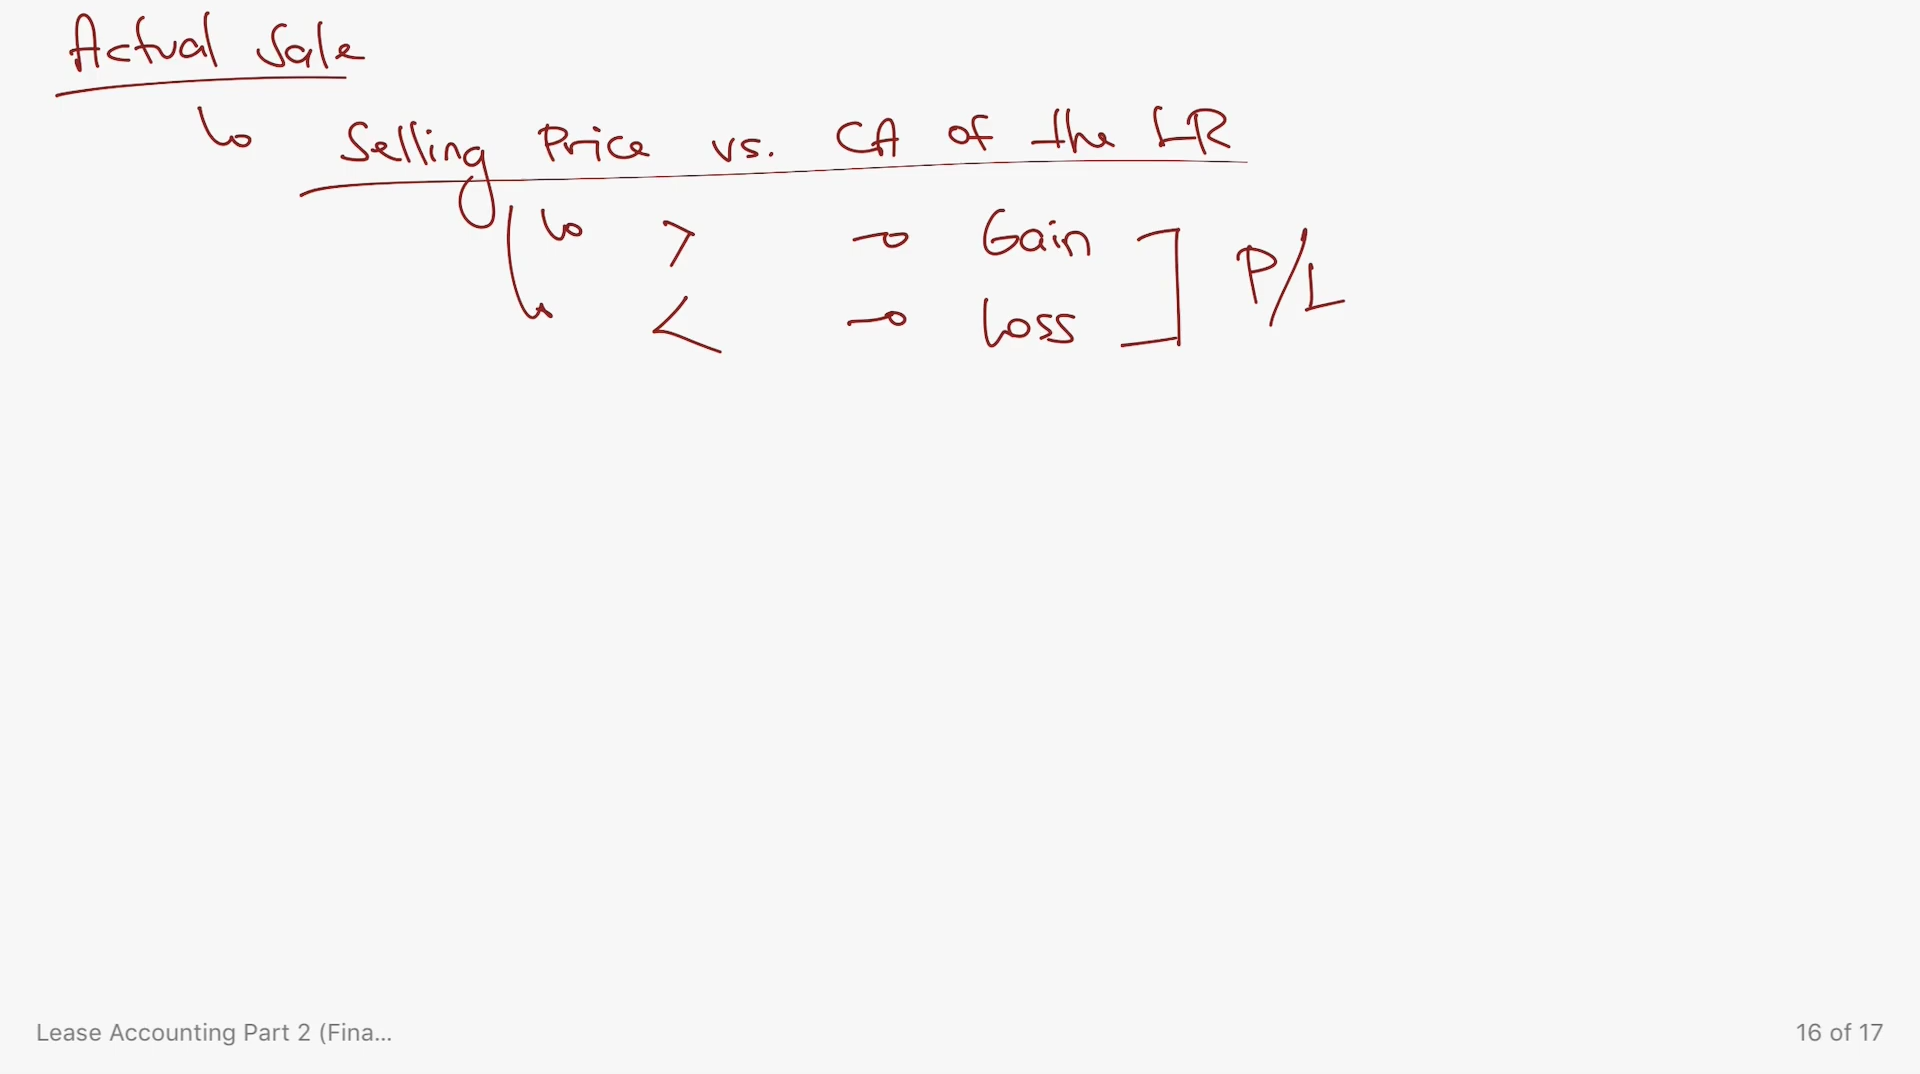 Actual Sale
↳ Selling Price vs. CA of the LR
↳ > → Gain
↳ < → Loss
P/L
Lease Accounting Part 2 (Fina...
16 of 17